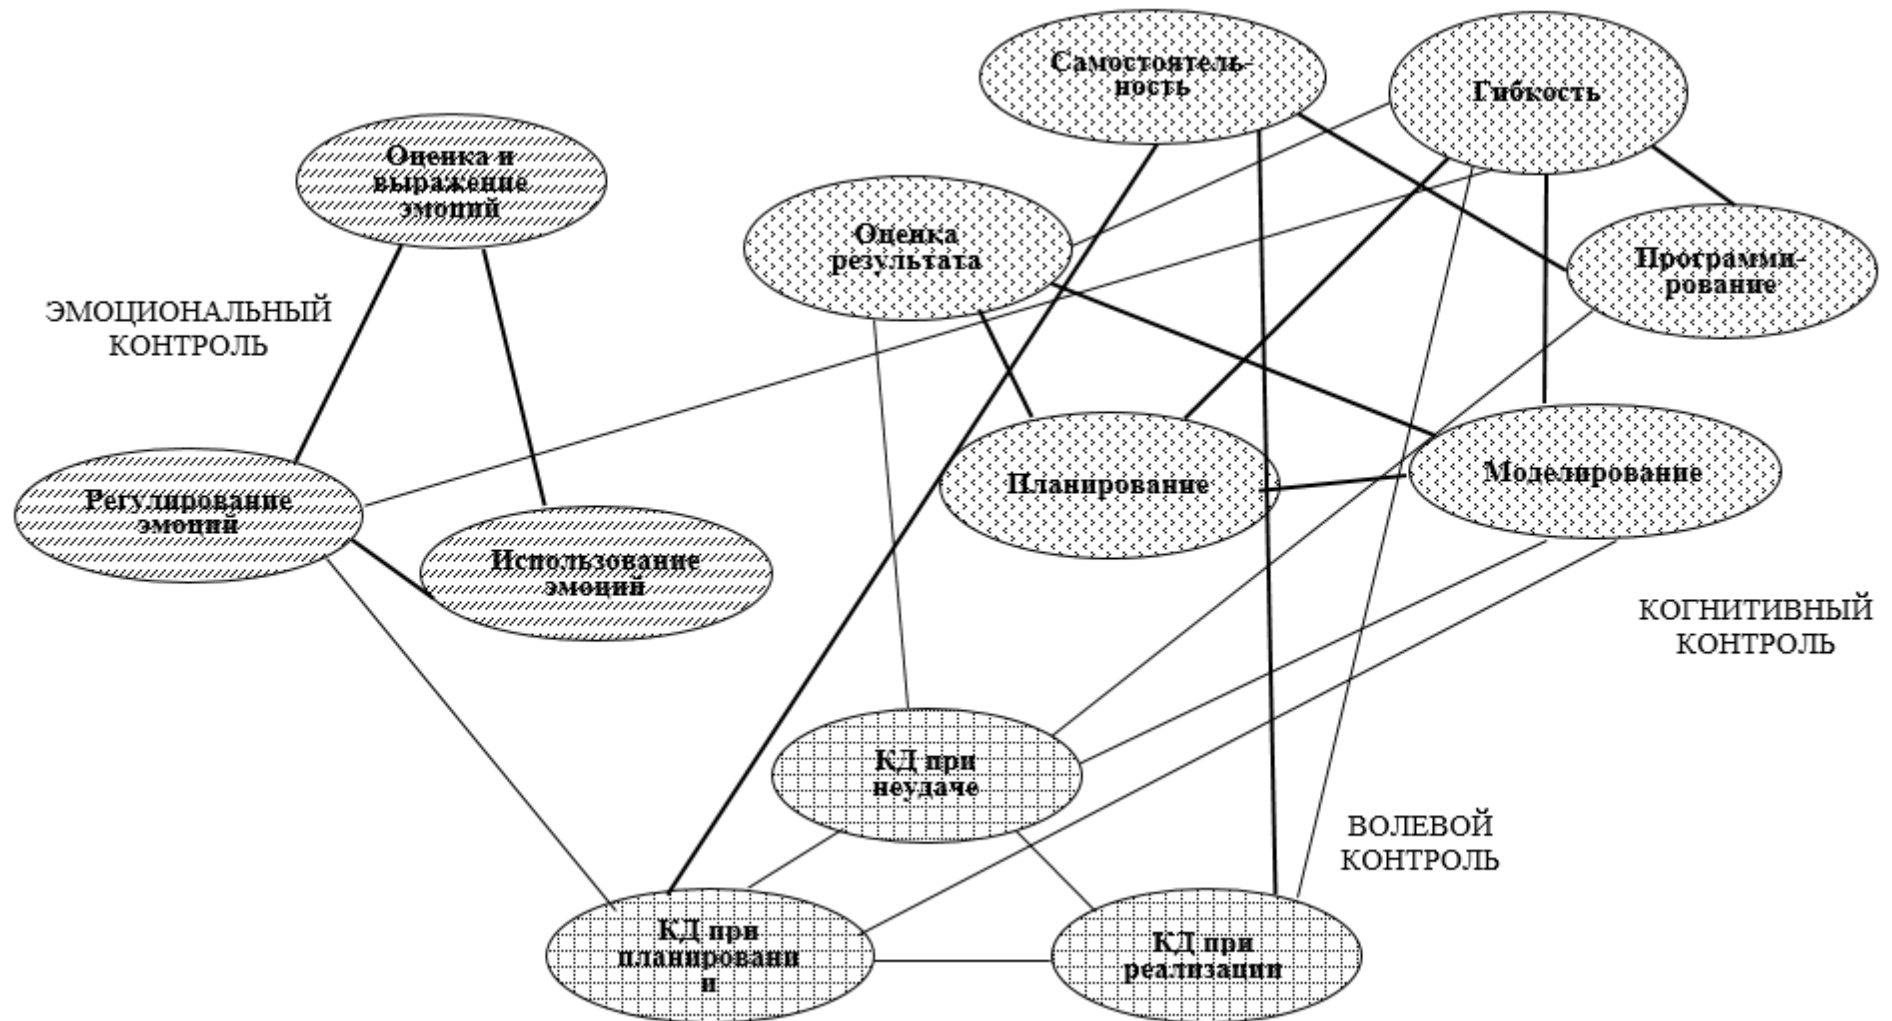 Самостоятель-
ность
Гибкость
Оценка и
выражение
эмоций
Оценка
результата
Программи-
рование
ЭМОЦИОНАЛЬНЫЙ
КОНТРОЛЬ
Регулирование
эмоций
Использование
эмоций
Планирование
Моделирование
КОГНИТИВНЫЙ
КОНТРОЛЬ
КД при
неудаче
ВОЛЕВОЙ
КОНТРОЛЬ
КД при
планировани
и
КД при
реализации